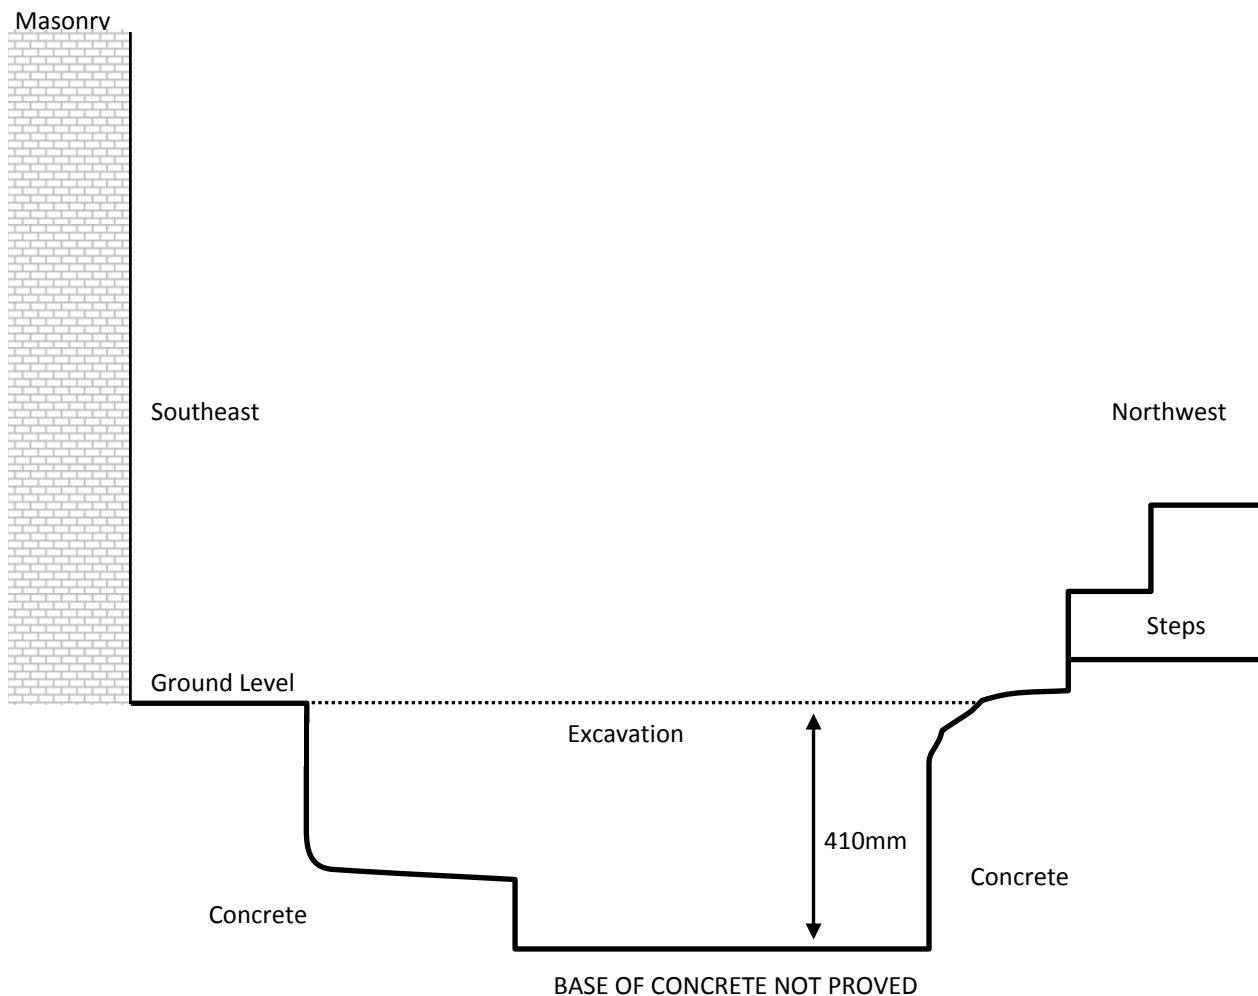 Masonry
Southeast
Northwest
Steps
Ground Level
Excavation
410mm
Concrete
Concrete
BASE OF CONCRETE NOT PROVED